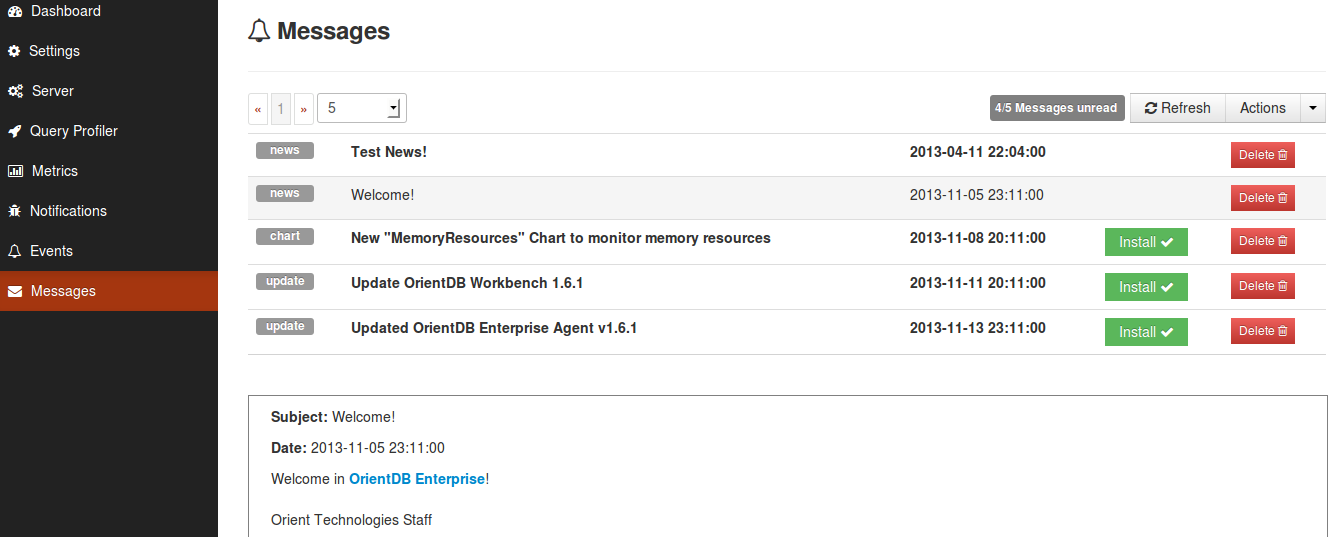 Dashboard
Settings
Server
Query Profiler
Metrics
Notifications
Events
Messages
Messages
« 1 » 5 4/5 Messages unread Refresh Actions
news Test News! 2013-04-11 22:04:00 Delete
news Welcome! 2013-11-05 23:11:00 Delete
chart New "MemoryResources" Chart to monitor memory resources 2013-11-08 20:11:00 Install Delete
update Update OrientDB Workbench 1.6.1 2013-11-11 20:11:00 Install Delete
update Updated OrientDB Enterprise Agent v1.6.1 2013-11-13 23:11:00 Install Delete
Subject: Welcome!
Date: 2013-11-05 23:11:00
Welcome in OrientDB Enterprise!
Orient Technologies Staff